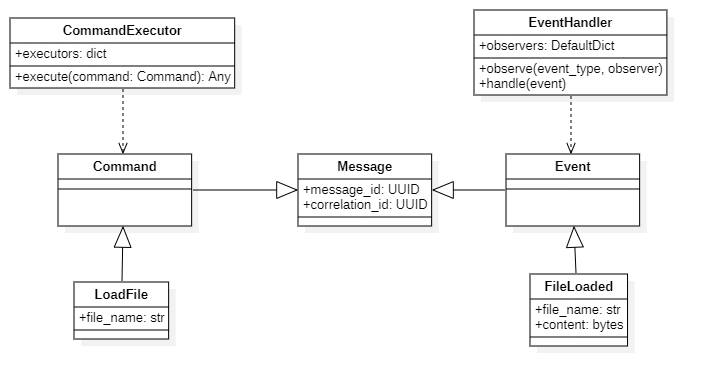 CommandExecutor
+executors: dict
+execute(command: Command): Any
EventHandler
+observers: DefaultDict
+observe(event_type, observer)
+handle(event)
Command
Message
+message_id: UUID
+correlation_id: UUID
Event
LoadFile
+file_name: str
FileLoaded
+file_name: str
+content: bytes